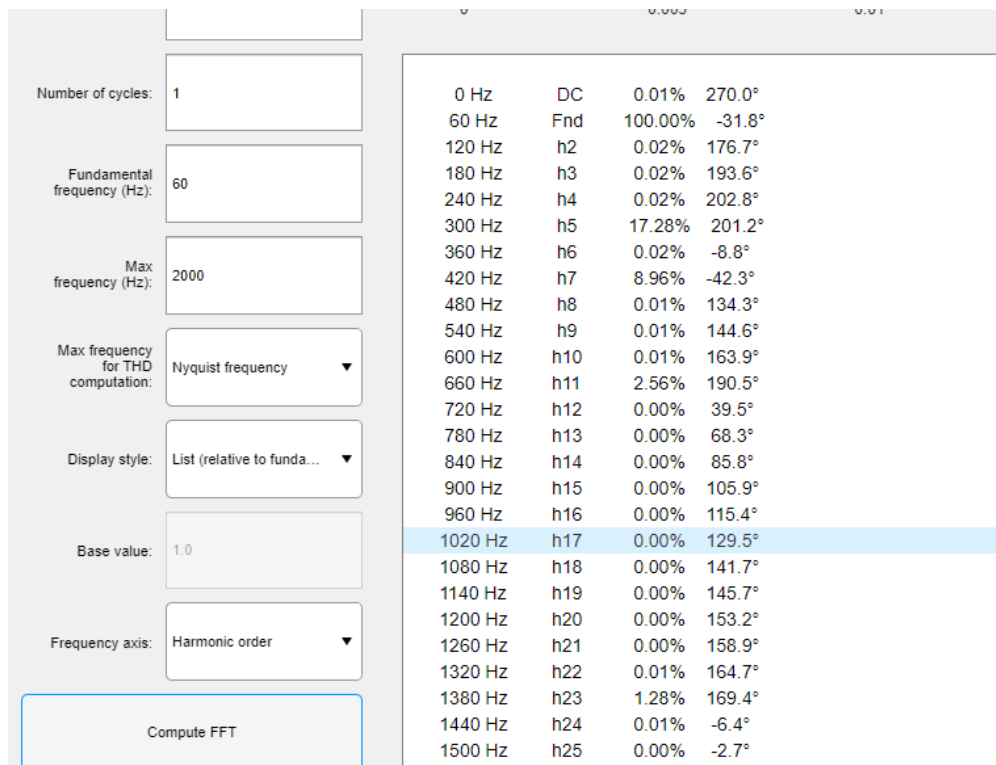 0 0.005 0.01
Number of cycles: 1
Fundamental
frequency (Hz): 60
Max
frequency (Hz): 2000
Max frequency
for THD
computation: Nyquist frequency
Display style: List (relative to funda...
Base value: 1.0
Frequency axis: Harmonic order
Compute FFT
0 Hz DC 0.01% 270.0°
60 Hz Fnd 100.00% -31.8°
120 Hz h2 0.02% 176.7°
180 Hz h3 0.02% 193.6°
240 Hz h4 0.02% 202.8°
300 Hz h5 17.28% 201.2°
360 Hz h6 0.02% -8.8°
420 Hz h7 8.96% -42.3°
480 Hz h8 0.01% 134.3°
540 Hz h9 0.01% 144.6°
600 Hz h10 0.01% 163.9°
660 Hz h11 2.56% 190.5°
720 Hz h12 0.00% 39.5°
780 Hz h13 0.00% 68.3°
840 Hz h14 0.00% 85.8°
900 Hz h15 0.00% 105.9°
960 Hz h16 0.00% 115.4°
1020 Hz h17 0.00% 129.5°
1080 Hz h18 0.00% 141.7°
1140 Hz h19 0.00% 145.7°
1200 Hz h20 0.00% 153.2°
1260 Hz h21 0.00% 158.9°
1320 Hz h22 0.01% 164.7°
1380 Hz h23 1.28% 169.4°
1440 Hz h24 0.01% -6.4°
1500 Hz h25 0.00% -2.7°